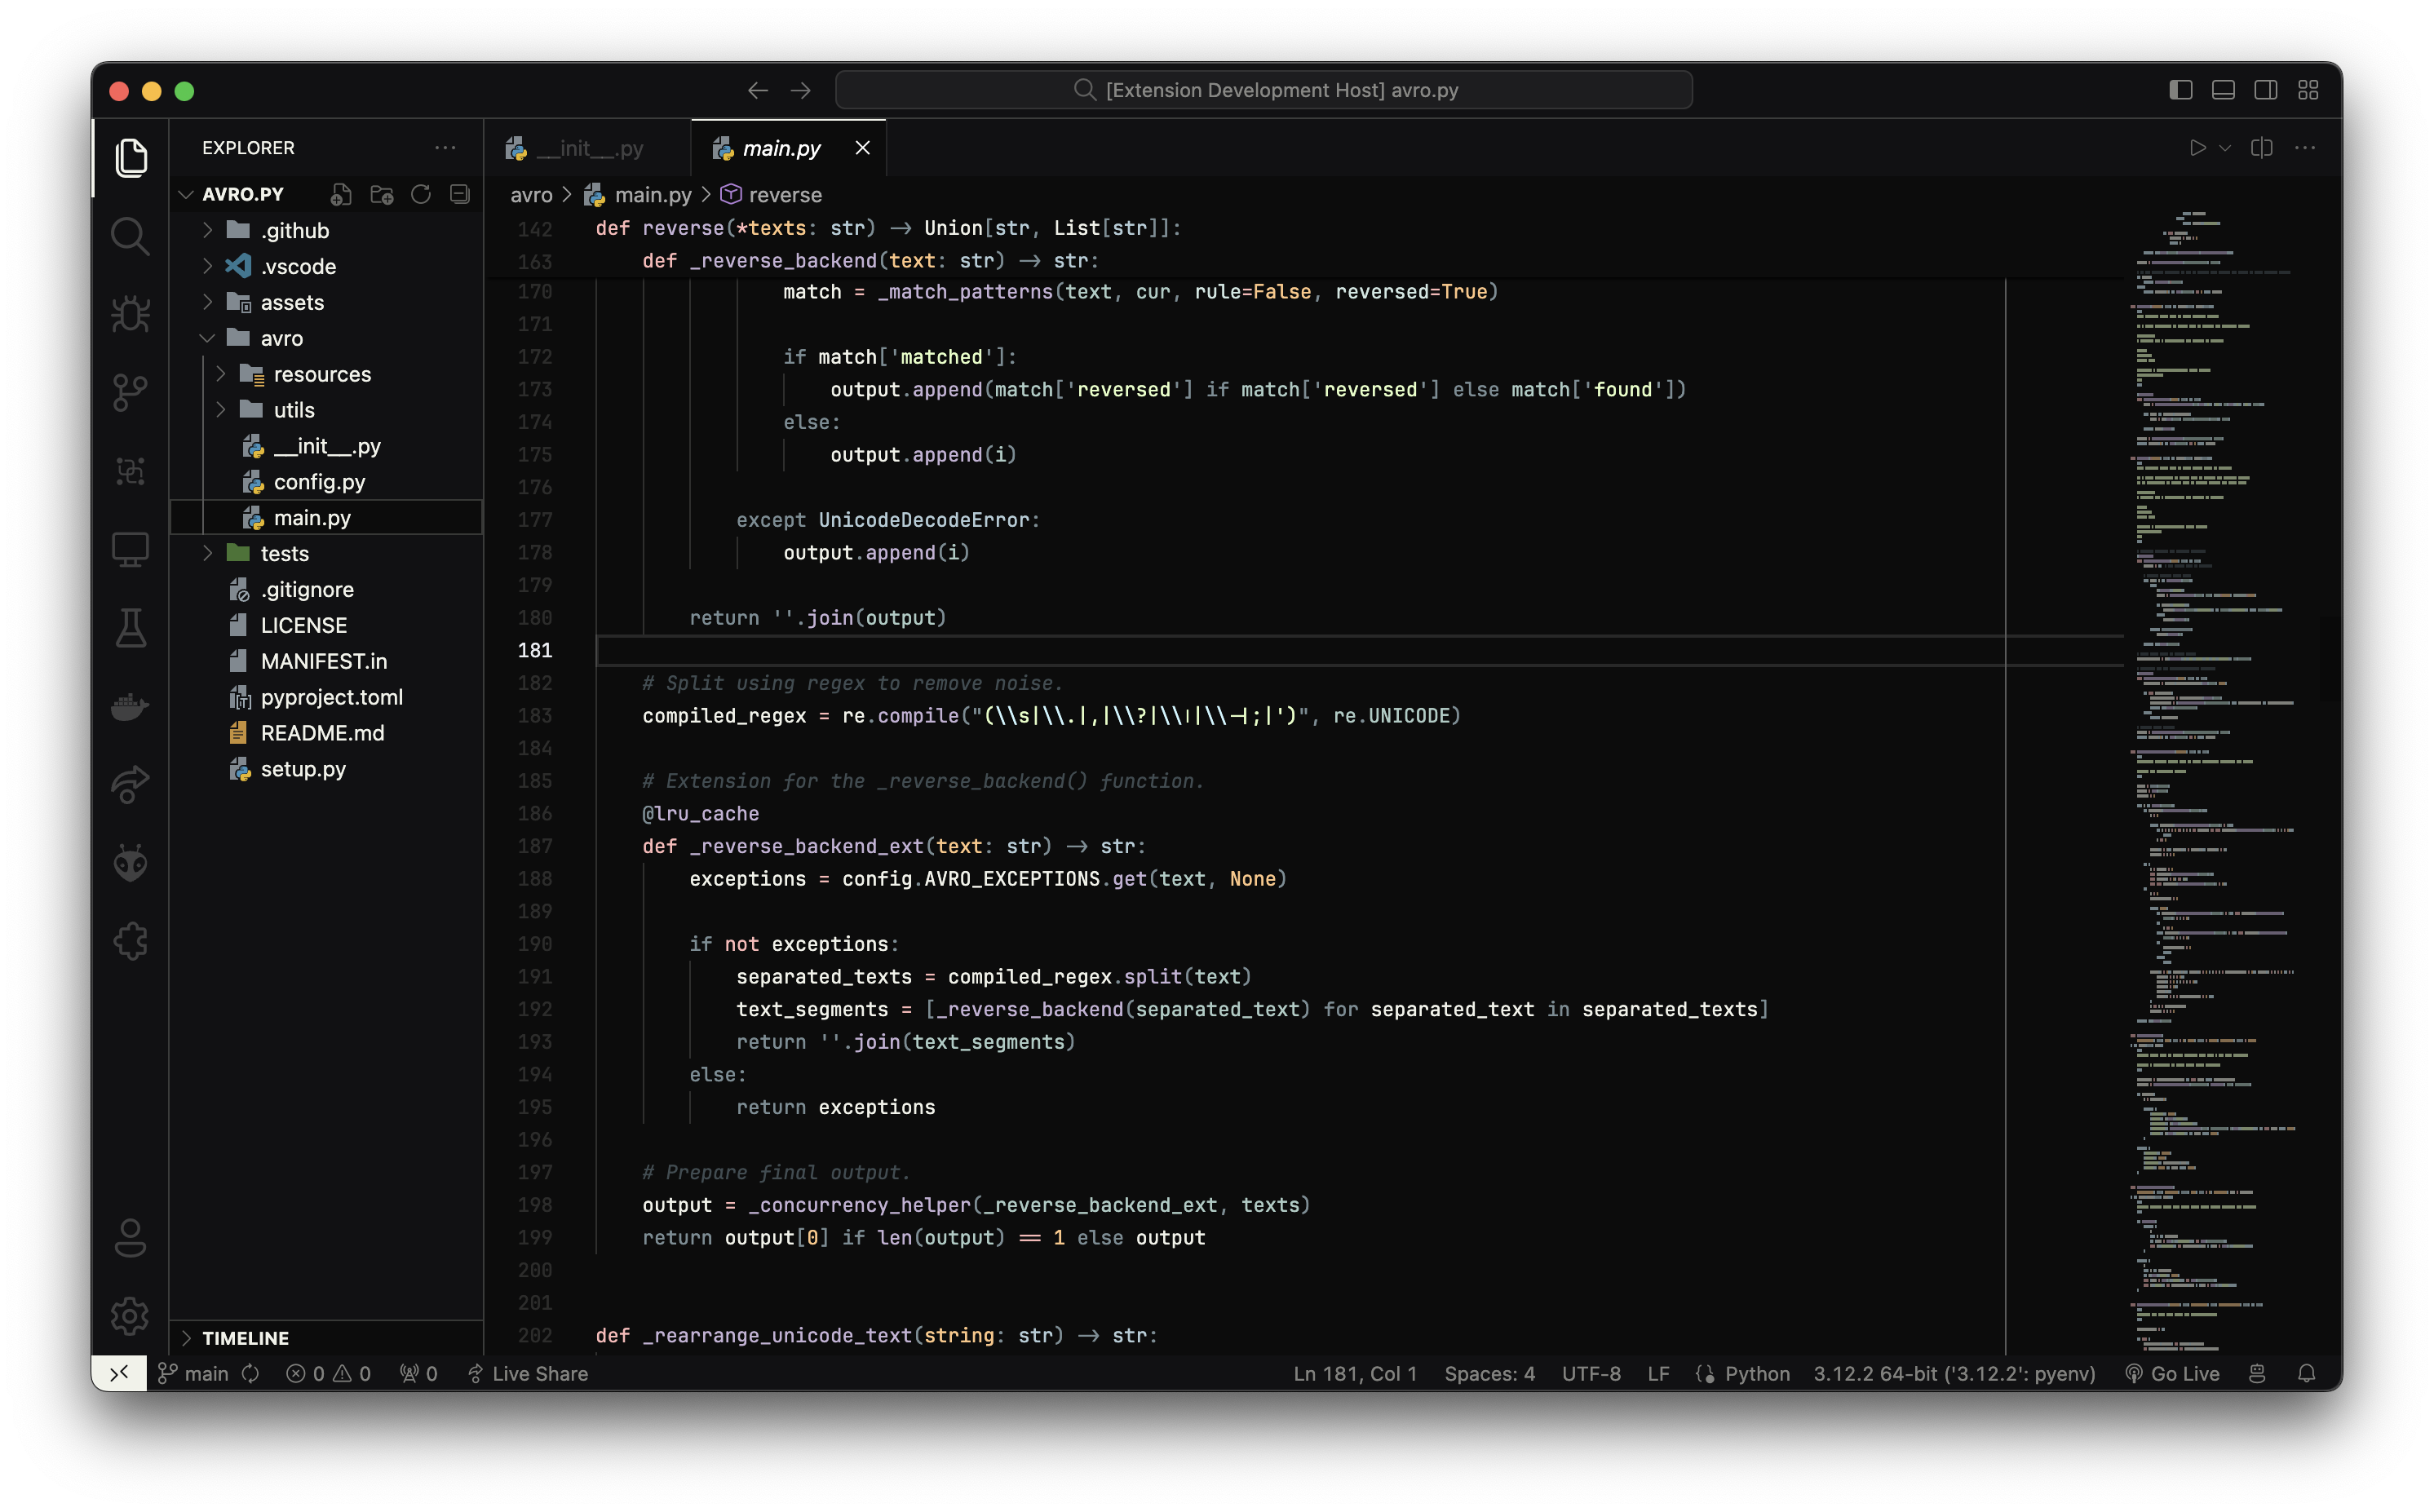 [Extension Development Host] avro.py
EXPLORER
AVRO.PY
.github
.vscode
assets
avro
resources
utils
__init__.py
config.py
main.py
tests
.gitignore
LICENSE
MANIFEST.in
pyproject.toml
README.md
setup.py
TIMELINE
__init__.py
main.py
avro > main.py > reverse
142 def reverse(*texts: str) -> Union[str, List[str]]:
163     def _reverse_backend(text: str) -> str:
170                 match = _match_patterns(text, cur, rule=False, reversed=True)
171
172                 if match['matched']:
173                     output.append(match['reversed'] if match['reversed'] else match['found'])
174                 else:
175                     output.append(i)
176
177             except UnicodeDecodeError:
178                 output.append(i)
179
180         return ''.join(output)
181
182     # Split using regex to remove noise.
183     compiled_regex = re.compile("(\\s|\\.|,|\\?|\\।|\\-|;|')", re.UNICODE)
184
185     # Extension for the _reverse_backend() function.
186     @lru_cache
187     def _reverse_backend_ext(text: str) -> str:
188         exceptions = config.AVRO_EXCEPTIONS.get(text, None)
189
190         if not exceptions:
191             separated_texts = compiled_regex.split(text)
192             text_segments = [_reverse_backend(separated_text) for separated_text in separated_texts]
193             return ''.join(text_segments)
194         else:
195             return exceptions
196
197     # Prepare final output.
198     output = _concurrency_helper(_reverse_backend_ext, texts)
199     return output[0] if len(output) == 1 else output
200
201
202 def _rearrange_unicode_text(string: str) -> str:
main 0 0 0 Live Share Ln 181, Col 1 Spaces: 4 UTF-8 LF Python 3.12.2 64-bit ('3.12.2': pyenv) Go Live